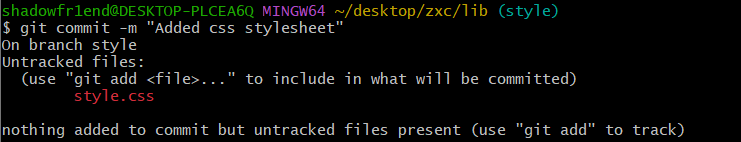 shadowfr1end@DESKTOP-PLCEA6Q MINGW64 ~/desktop/zxc/lib (style)
$ git commit -m "Added css stylesheet"
On branch style
Untracked files:
  (use "git add <file>..." to include in what will be committed)
        style.css

nothing added to commit but untracked files present (use "git add" to track)